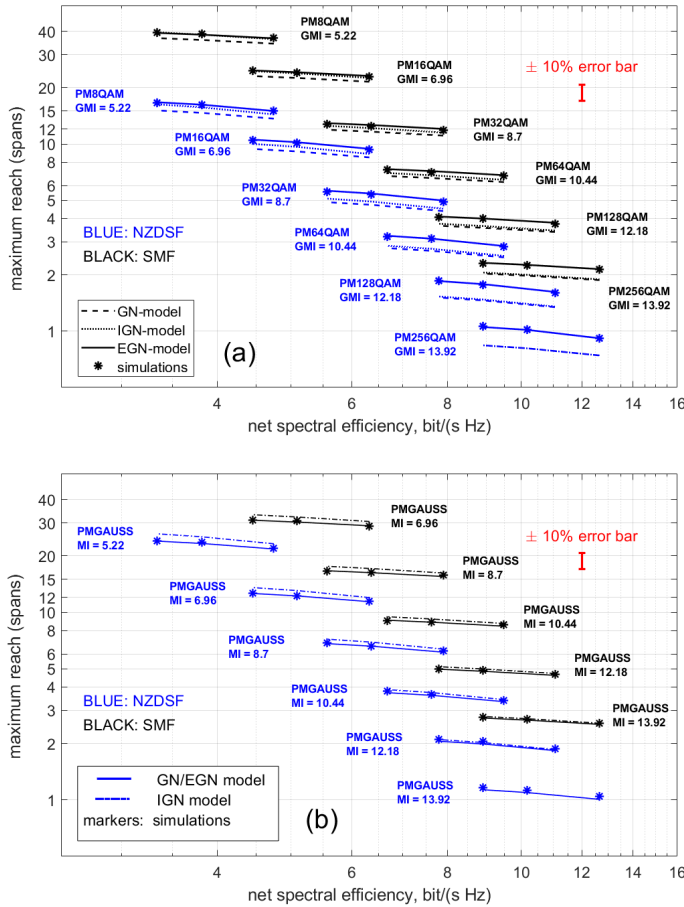 maximum reach (spans)
40
30
20
15
12
10
8
6
5
4
3
2
1
PM8QAM
GMI = 5.22
PM16QAM
GMI = 6.96
± 10% error bar
PM8QAM
GMI = 5.22
PM32QAM
GMI = 8.7
PM16QAM
GMI = 6.96
PM64QAM
GMI = 10.44
PM32QAM
GMI = 8.7
PM128QAM
GMI = 12.18
BLUE: NZDSF
BLACK: SMF
PM64QAM
GMI = 10.44
PM128QAM
GMI = 12.18
PM256QAM
GMI = 13.92
PM256QAM
GMI = 13.92
GN-model
IGN-model
EGN-model
simulations
(a)
4 6 8 10 12 14 16
net spectral efficiency, bit/(s Hz)
maximum reach (spans)
40
30
20
15
12
10
8
6
5
4
3
2
1
PMGAUSS
MI = 6.96
± 10% error bar
PMGAUSS
MI = 5.22
PMGAUSS
MI = 8.7
PMGAUSS
MI = 6.96
PMGAUSS
MI = 10.44
PMGAUSS
MI = 8.7
PMGAUSS
MI = 12.18
BLUE: NZDSF
BLACK: SMF
PMGAUSS
MI = 10.44
PMGAUSS
MI = 13.92
PMGAUSS
MI = 12.18
PMGAUSS
MI = 13.92
GN/EGN model
IGN model
markers: simulations
(b)
4 6 8 10 12 14 16
net spectral efficiency, bit/(s Hz)